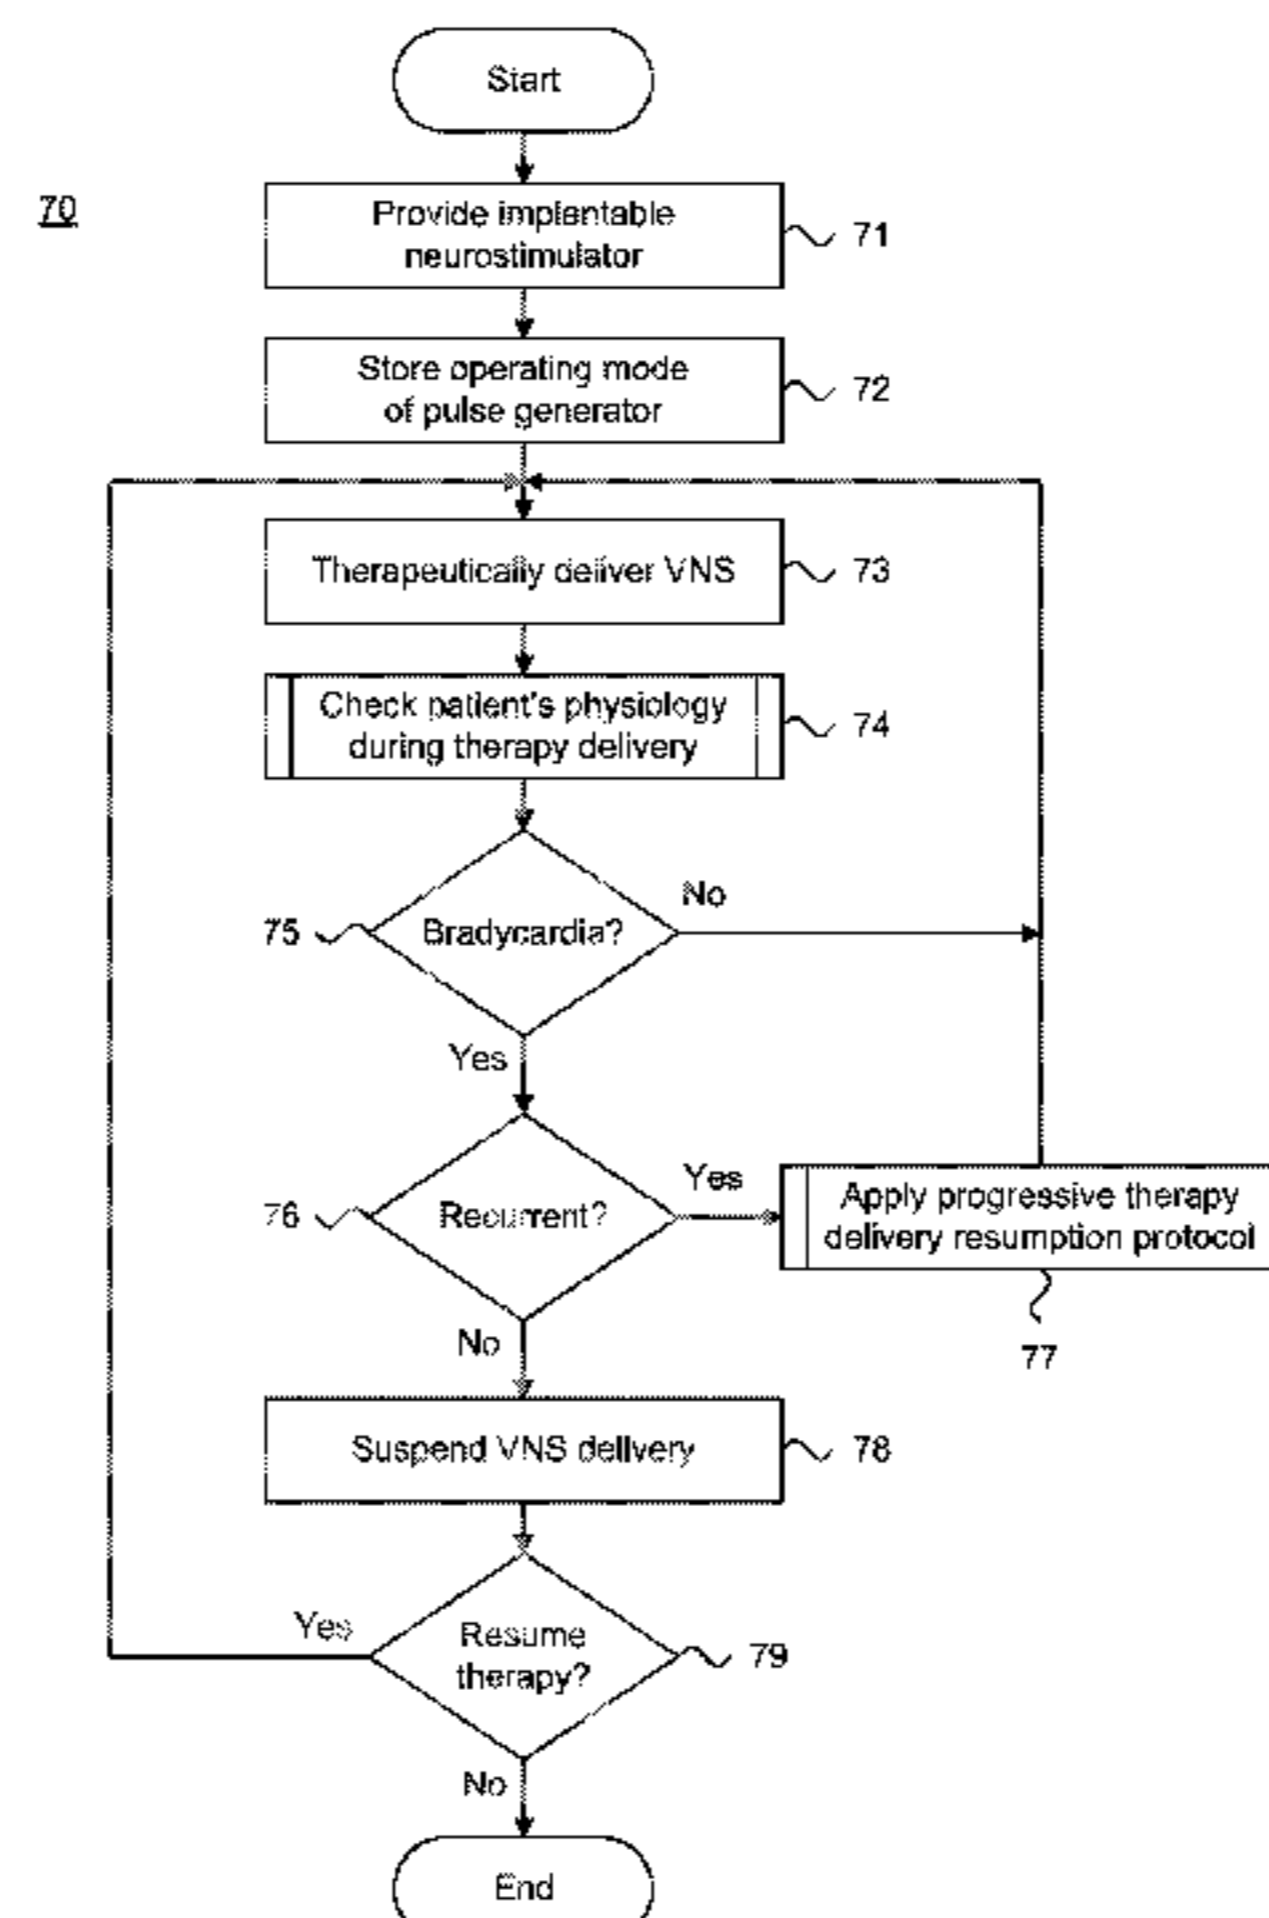 Start
70
Provide implantable
neurostimulator
71
Store operating mode
of pulse generator
72
Therapeutically deliver VNS
73
Check patient's physiology
during therapy delivery
74
No
75
Bradycardia?
Yes
Yes
76
Recurrent?
Apply progressive therapy
delivery resumption protocol
No
77
Suspend VNS delivery
78
Yes
Resume
therapy?
79
No
End